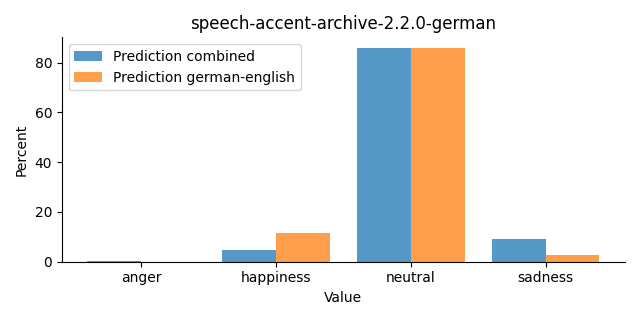 speech-accent-archive-2.2.0-german
Prediction combined
Prediction german-english
Percent
80
60
40
20
0
anger happiness neutral sadness
Value